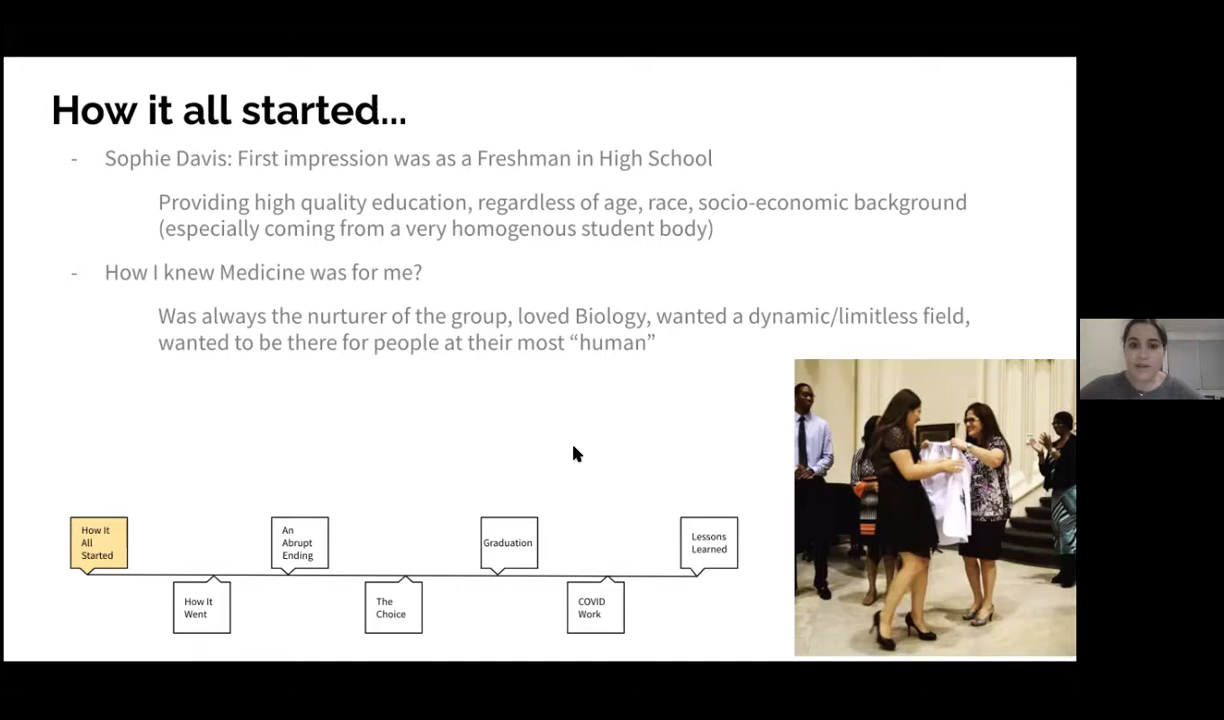 How it all started...
- Sophie Davis: First impression was as a Freshman in High School
Providing high quality education, regardless of age, race, socio-economic background
(especially coming from a very homogenous student body)
- How I knew Medicine was for me?
Was always the nurturer of the group, loved Biology, wanted a dynamic/limitless field,
wanted to be there for people at their most “human”
How It
All
Started
How It
Went
An
Abrupt
Ending
The
Choice
Graduation
COVID
Work
Lessons
Learned